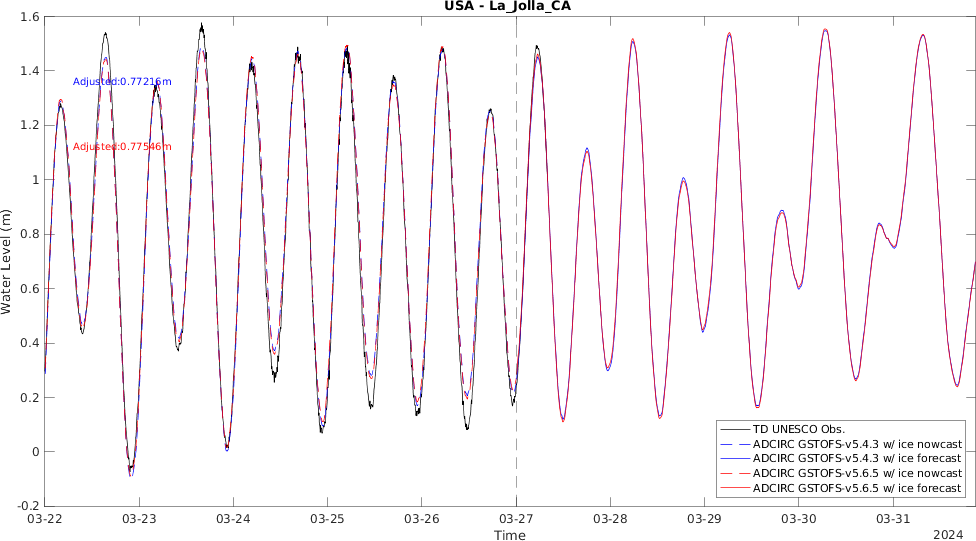 USA - La_Jolla_CA
1.6
1.4
1.2
1
0.8
0.6
0.4
0.2
0
-0.2
Water Level (m)
Adjusted:0.77216m
Adjusted:0.77546m
TD UNESCO Obs.
ADCIRC GSTOFS-v5.4.3 w/ ice nowcast
ADCIRC GSTOFS-v5.4.3 w/ ice forecast
ADCIRC GSTOFS-v5.6.5 w/ ice nowcast
ADCIRC GSTOFS-v5.6.5 w/ ice forecast
03-22 03-23 03-24 03-25 03-26 03-27 03-28 03-29 03-30 03-31
Time
2024